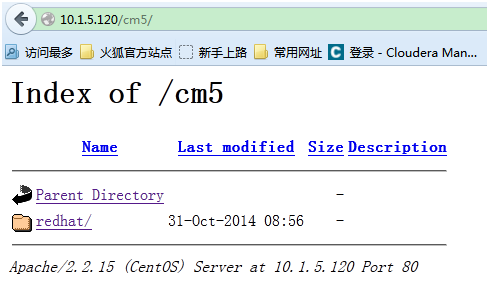 10.1.5.120/cm5/
访问最多 火狐官方站点 新手上路 常用网址 C 登录 - Cloudera Man...
Index of /cm5
Name Last modified Size Description
Parent Directory -
redhat/ 31-Oct-2014 08:56 -
Apache/2.2.15 (CentOS) Server at 10.1.5.120 Port 80